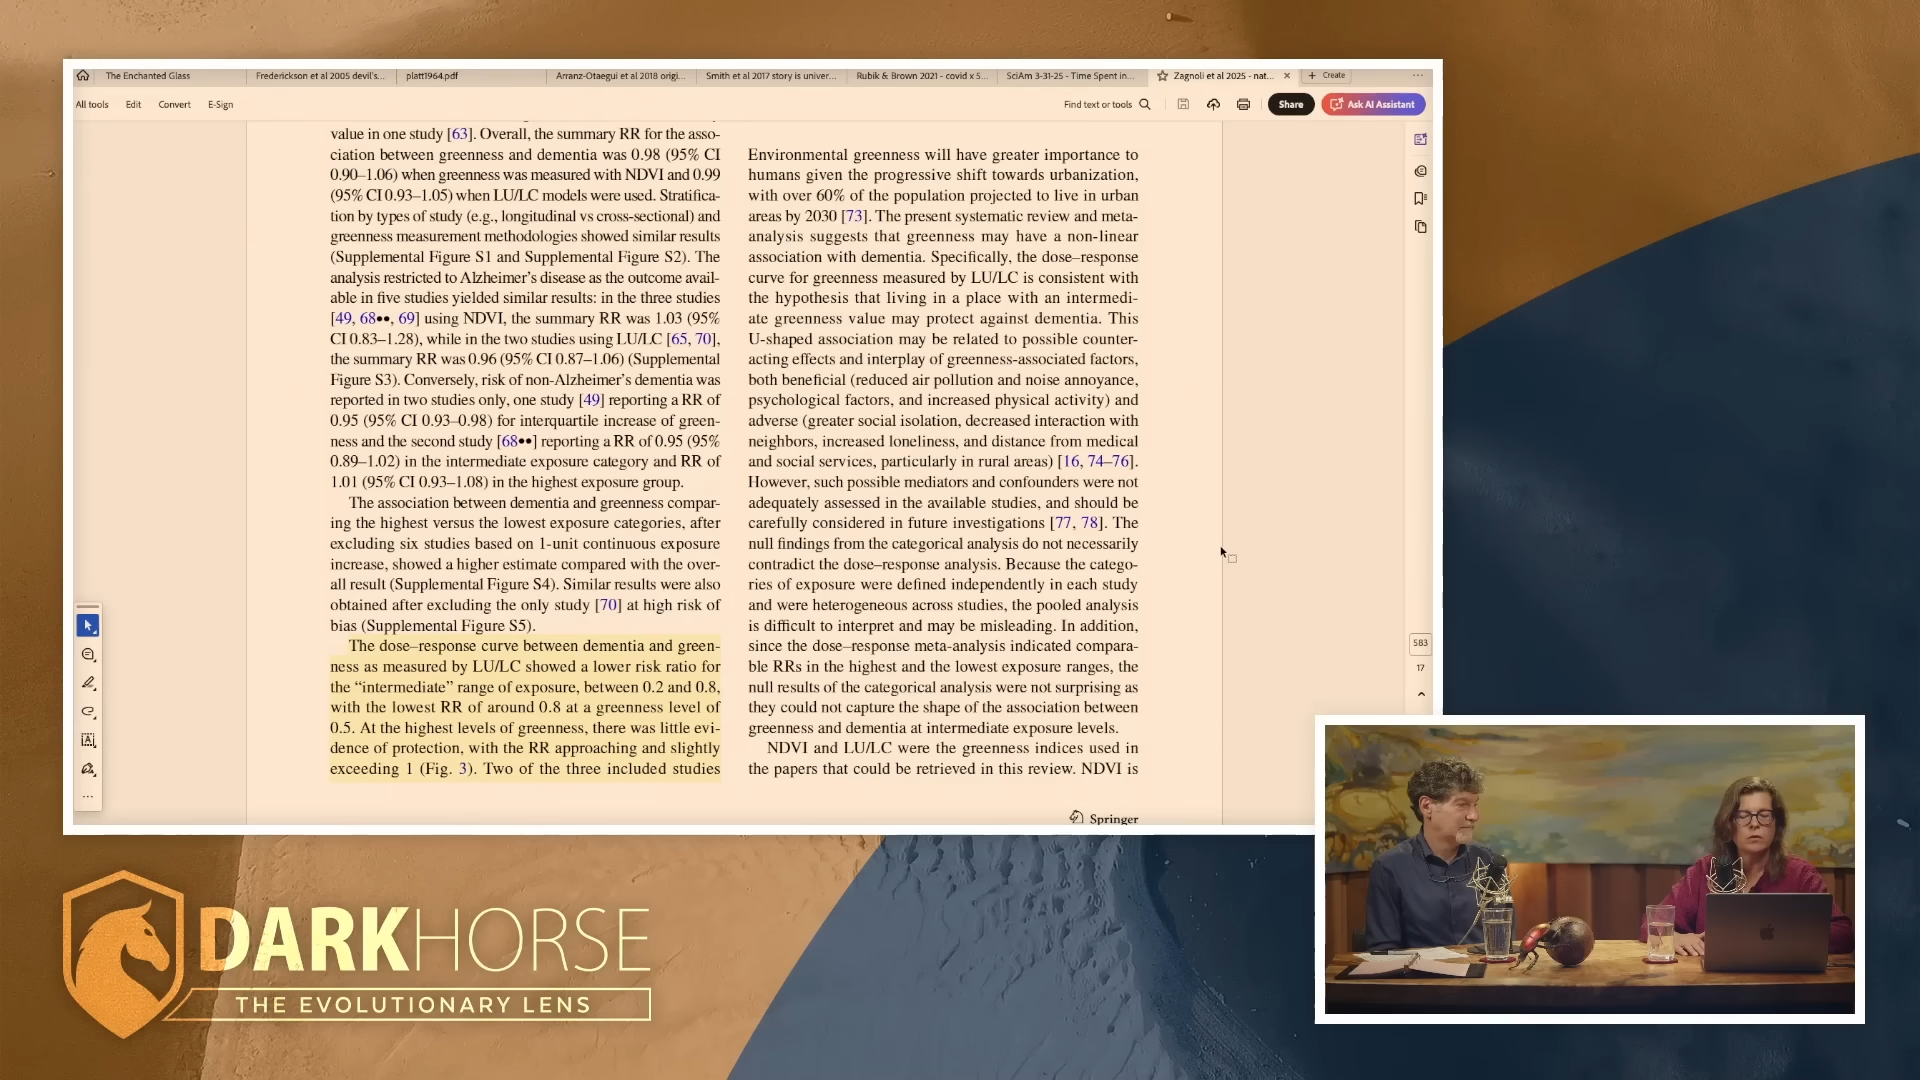 The Enchanted Glass
Frederickson et al 2005 devil's...
platt1964.pdf
Arranz-Otaegui et al 2018 origi...
Smith et al 2017 story is univer...
Rubik & Brown 2021 - covid x 5...
SciAm 3-31-25 - Time Spent in...
Zagnoli et al 2025 - nat...
Create
All tools
Edit
Convert
E-Sign
Find text or tools
Share
Ask AI Assistant
value in one study [63]. Overall, the summary RR for the asso-
ciation between greenness and dementia was 0.98 (95% CI
0.90–1.06) when greenness was measured with NDVI and 0.99
(95% CI 0.93–1.05) when LU/LC models were used. Stratifica-
tion by types of study (e.g., longitudinal vs cross-sectional) and
greenness measurement methodologies showed similar results
(Supplemental Figure S1 and Supplemental Figure S2). The
analysis restricted to Alzheimer's disease as the outcome avail-
able in five studies yielded similar results: in the three studies
[49, 68••, 69] using NDVI, the summary RR was 1.03 (95%
CI 0.83–1.28), while in the two studies using LU/LC [65, 70],
the summary RR was 0.96 (95% CI 0.87–1.06) (Supplemental
Figure S3). Conversely, risk of non-Alzheimer's dementia was
reported in two studies only, one study [49] reporting a RR of
0.95 (95% CI 0.93–0.98) for interquartile increase of green-
ness and the second study [68••] reporting a RR of 0.95 (95%
0.89–1.02) in the intermediate exposure category and RR of
1.01 (95% CI 0.93–1.08) in the highest exposure group.
The association between dementia and greenness compar-
ing the highest versus the lowest exposure categories, after
excluding six studies based on 1-unit continuous exposure
increase, showed a higher estimate compared with the over-
all result (Supplemental Figure S4). Similar results were also
obtained after excluding the only study [70] at high risk of
bias (Supplemental Figure S5).
The dose–response curve between dementia and green-
ness as measured by LU/LC showed a lower risk ratio for
the “intermediate” range of exposure, between 0.2 and 0.8,
with the lowest RR of around 0.8 at a greenness level of
0.5. At the highest levels of greenness, there was little evi-
dence of protection, with the RR approaching and slightly
exceeding 1 (Fig. 3). Two of the three included studies
Environmental greenness will have greater importance to
humans given the progressive shift towards urbanization,
with over 60% of the population projected to live in urban
areas by 2030 [73]. The present systematic review and meta-
analysis suggests that greenness may have a non-linear
association with dementia. Specifically, the dose–response
curve for greenness measured by LU/LC is consistent with
the hypothesis that living in a place with an intermedi-
ate greenness value may protect against dementia. This
U-shaped association may be related to possible counter-
acting effects and interplay of greenness-associated factors,
both beneficial (reduced air pollution and noise annoyance,
psychological factors, and increased physical activity) and
adverse (greater social isolation, decreased interaction with
neighbors, increased loneliness, and distance from medical
and social services, particularly in rural areas) [16, 74–76].
However, such possible mediators and confounders were not
adequately assessed in the available studies, and should be
carefully considered in future investigations [77, 78]. The
null findings from the categorical analysis do not necessarily
contradict the dose–response analysis. Because the catego-
ries of exposure were defined independently in each study
and were heterogeneous across studies, the pooled analysis
is difficult to interpret and may be misleading. In addition,
since the dose–response meta-analysis indicated compara-
ble RRs in the highest and the lowest exposure ranges, the
null results of the categorical analysis were not surprising as
they could not capture the shape of the association between
greenness and dementia at intermediate exposure levels.
NDVI and LU/LC were the greenness indices used in
the papers that could be retrieved in this review. NDVI is
Springer
583
17
DARKHORSE
THE EVOLUTIONARY LENS